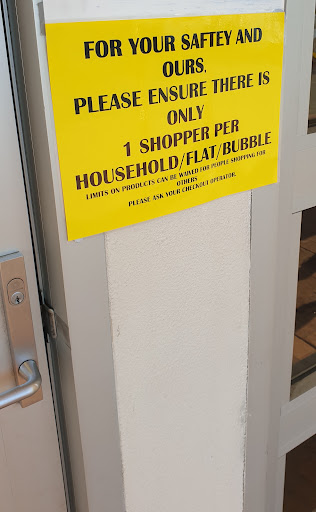 FOR YOUR SAFTEY AND
OURS.
PLEASE ENSURE THERE IS
ONLY
1 SHOPPER PER
HOUSEHOLD/FLAT/BUBBLE
LIMITS ON PRODUCTS CAN BE WAIVED FOR PEOPLE SHOPPING FOR
OTHERS
PLEASE ASK YOUR CHECKOUT OPERATOR.